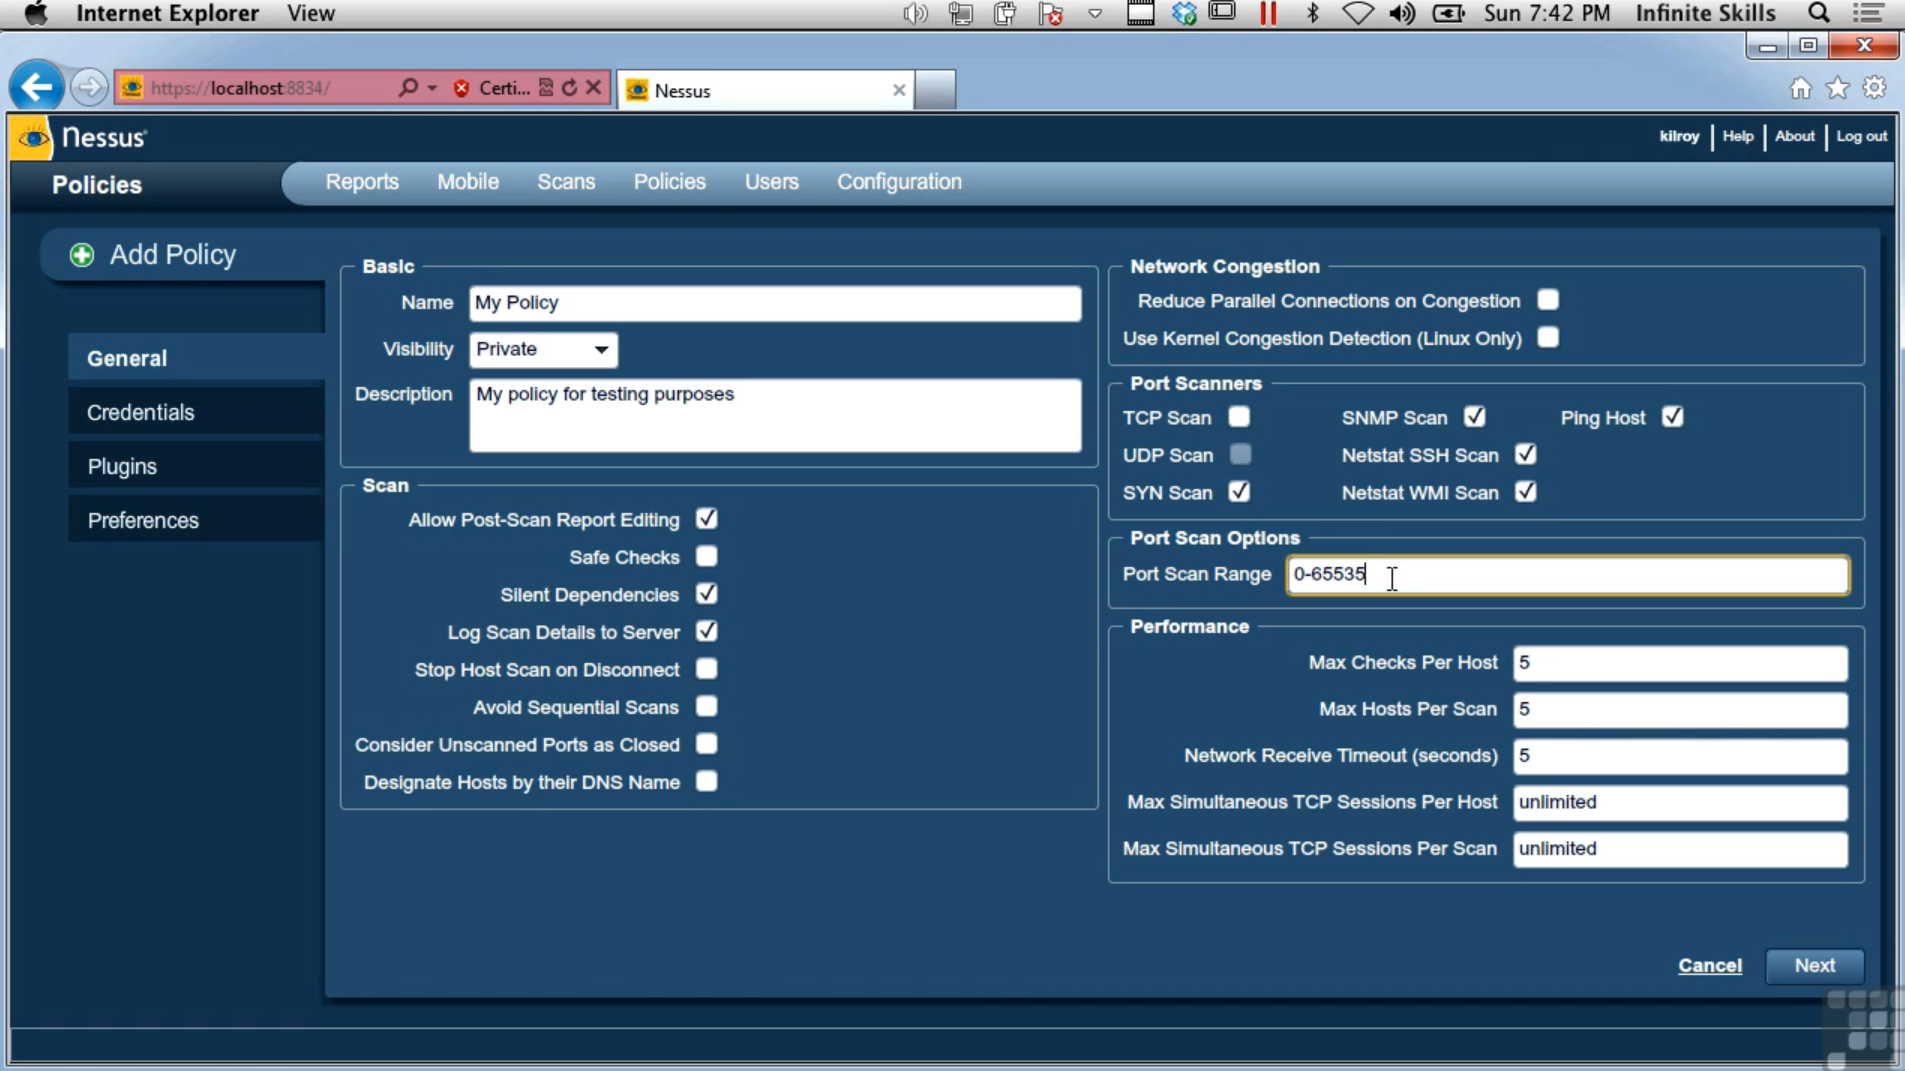 Internet Explorer View Sun 7:42 PM Infinite Skills
https://localhost:8834/ Certi... Nessus
Nessus kilroy Help About Log out
Policies Reports Mobile Scans Policies Users Configuration
Add Policy
General
Credentials
Plugins
Preferences
Basic
Name My Policy
Visibility Private
Description My policy for testing purposes
Scan
Allow Post-Scan Report Editing
Safe Checks
Silent Dependencies
Log Scan Details to Server
Stop Host Scan on Disconnect
Avoid Sequential Scans
Consider Unscanned Ports as Closed
Designate Hosts by their DNS Name
Network Congestion
Reduce Parallel Connections on Congestion
Use Kernel Congestion Detection (Linux Only)
Port Scanners
TCP Scan SNMP Scan Ping Host
UDP Scan Netstat SSH Scan
SYN Scan Netstat WMI Scan
Port Scan Options
Port Scan Range 0-65535
Performance
Max Checks Per Host 5
Max Hosts Per Scan 5
Network Receive Timeout (seconds) 5
Max Simultaneous TCP Sessions Per Host unlimited
Max Simultaneous TCP Sessions Per Scan unlimited
Cancel Next